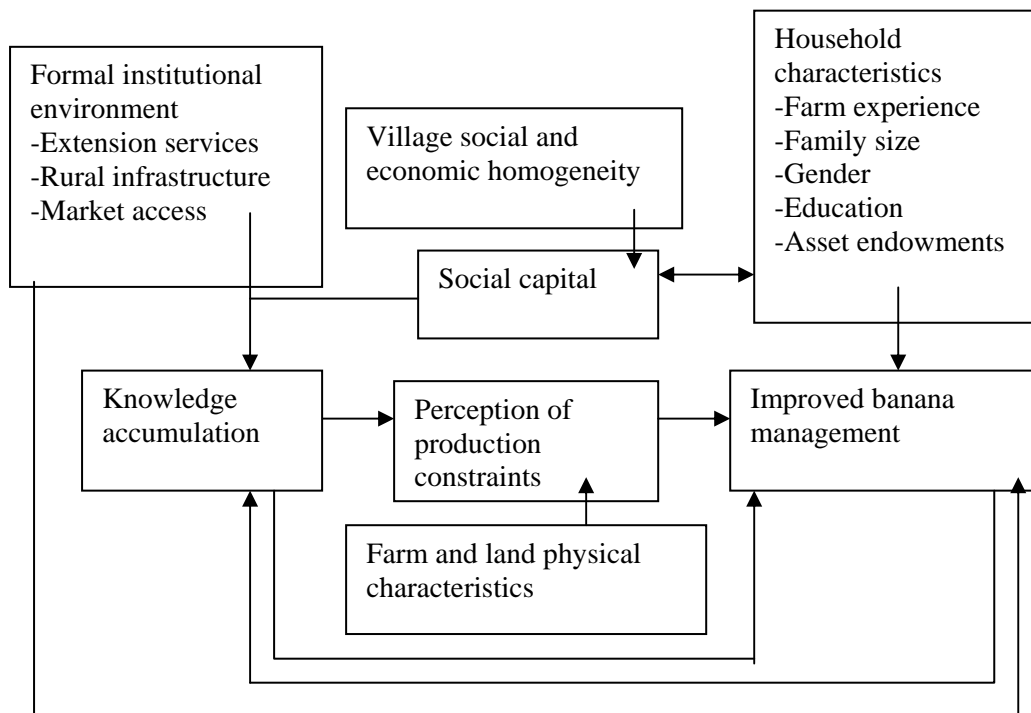 Formal institutional
environment
-Extension services
-Rural infrastructure
-Market access
Village social and
economic homogeneity
Household
characteristics
-Farm experience
-Family size
-Gender
-Education
-Asset endowments
Social capital
Knowledge
accumulation
Perception of
production
constraints
Improved banana
management
Farm and land physical
characteristics